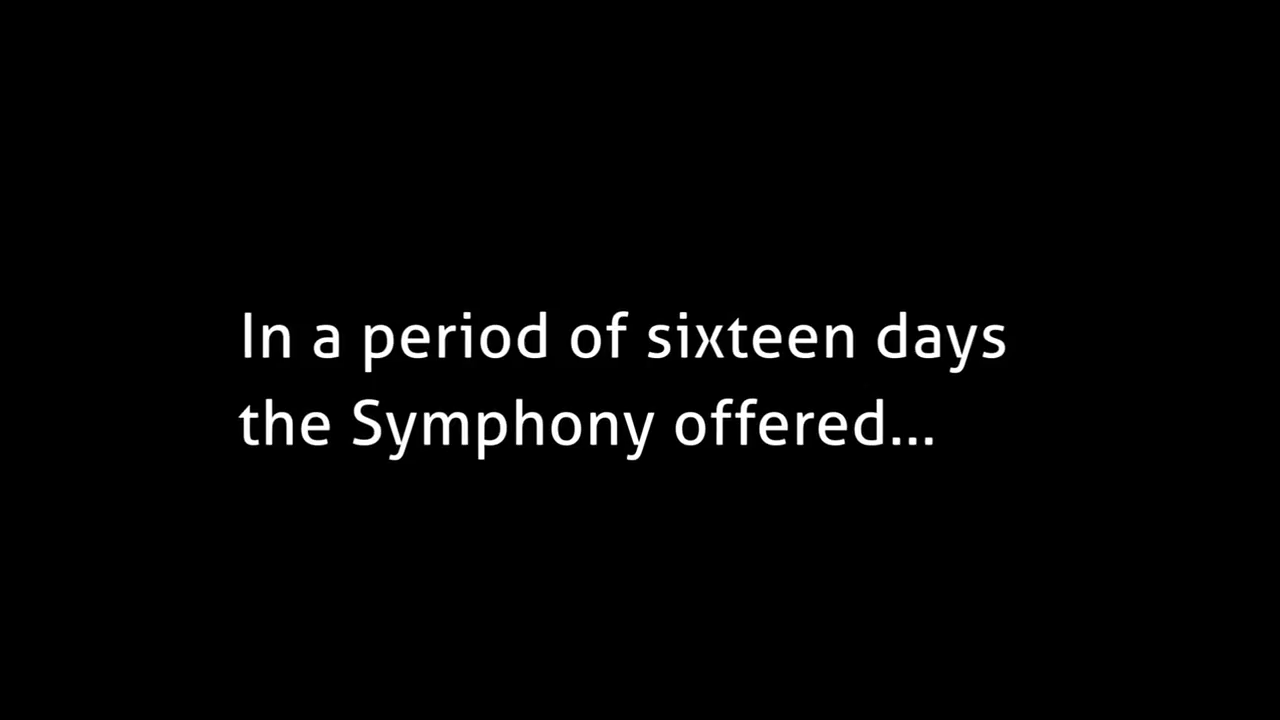 In a period of sixteen days
the Symphony offered...